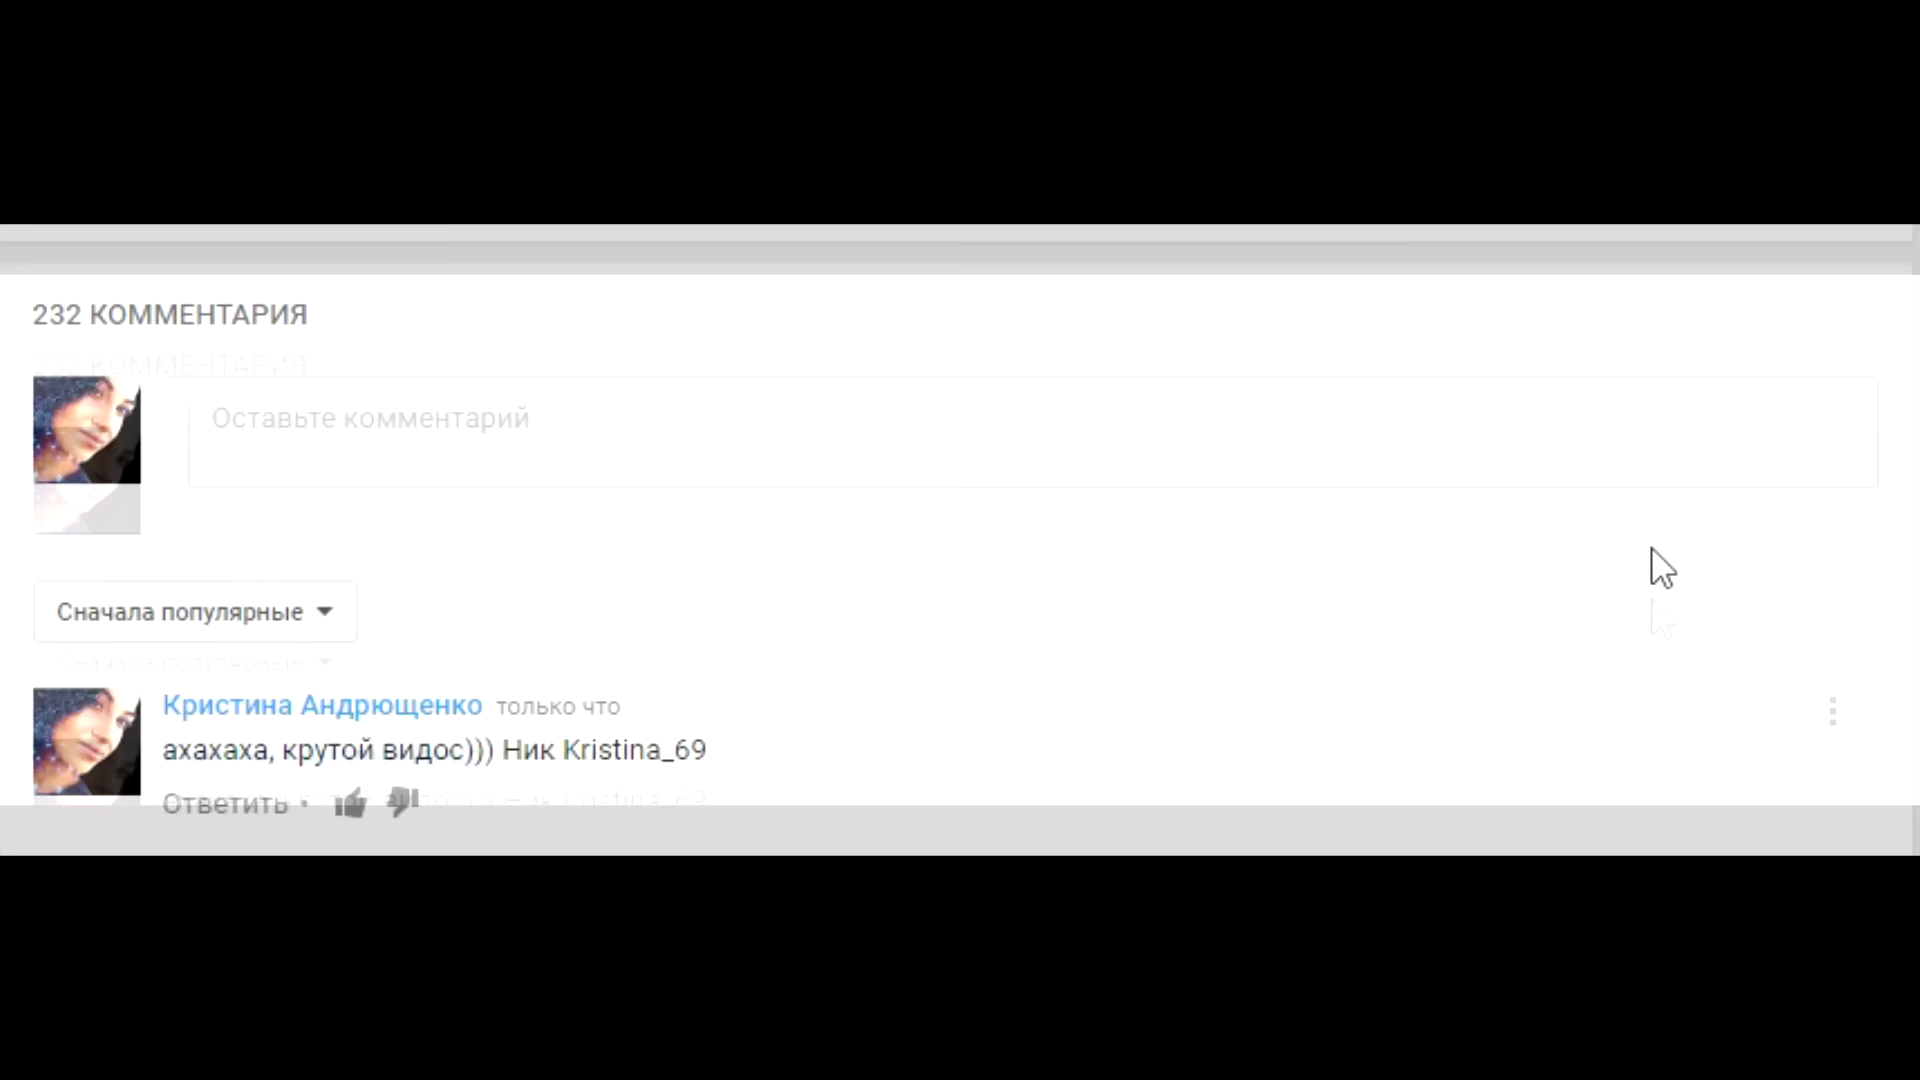 232 КОММЕНТАРИЯ
Оставьте комментарий
Сначала популярные
Кристина Андрющенко только что
ахахаха, крутой видос))) Ник Kristina_69
Ответить •